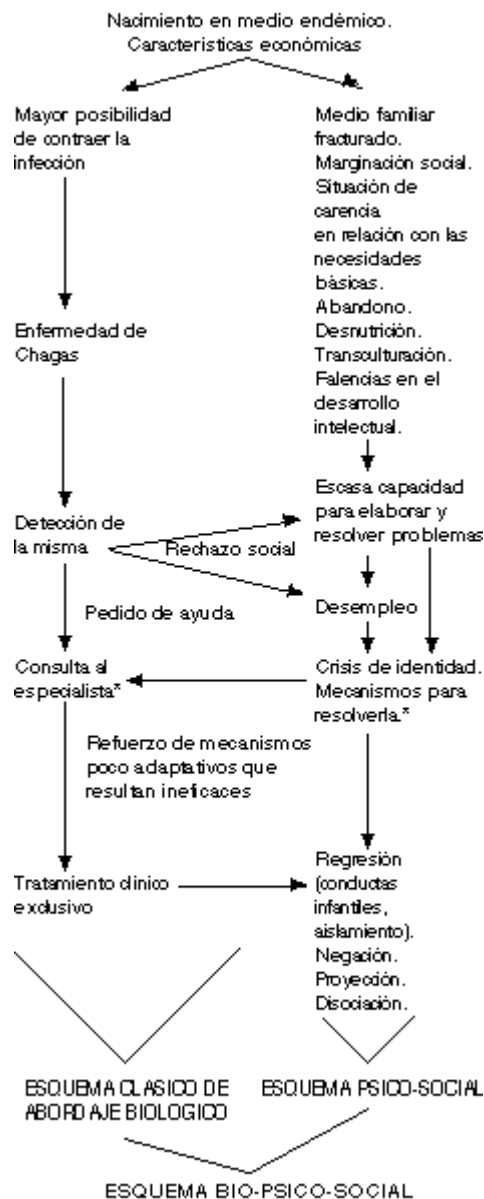 Nacimiento en medio endémico.
Características económicas
Mayor posibilidad
de contraer la
infección
Medio familiar
fracturado.
Marginación social.
Situación de
carencia
en relación con las
necesidades
básicas.
Abandono.
Desnutrición.
Transculturación.
Falencias en el
desarrollo
intelectual.
Enfermedad de
Chagas
Escasa capacidad
para elaborar y
resolver problemas
Detección de
la misma
Rechazo social
Desempleo
Pedido de ayuda
Consulta al
especialista*
Crisis de identidad.
Mecanismos para
resolverla.*
Refuerzo de mecanismos
poco adaptativos que
resultan ineficaces
Tratamiento clínico
exclusivo
Regresión
(conductas
infantiles,
aislamiento).
Negación.
Proyección.
Disociación.
ESQUEMA CLASICO DE
ABORDAJE BIOLOGICO
ESQUEMA PSICO-SOCIAL
ESQUEMA BIO-PSICO-SOCIAL